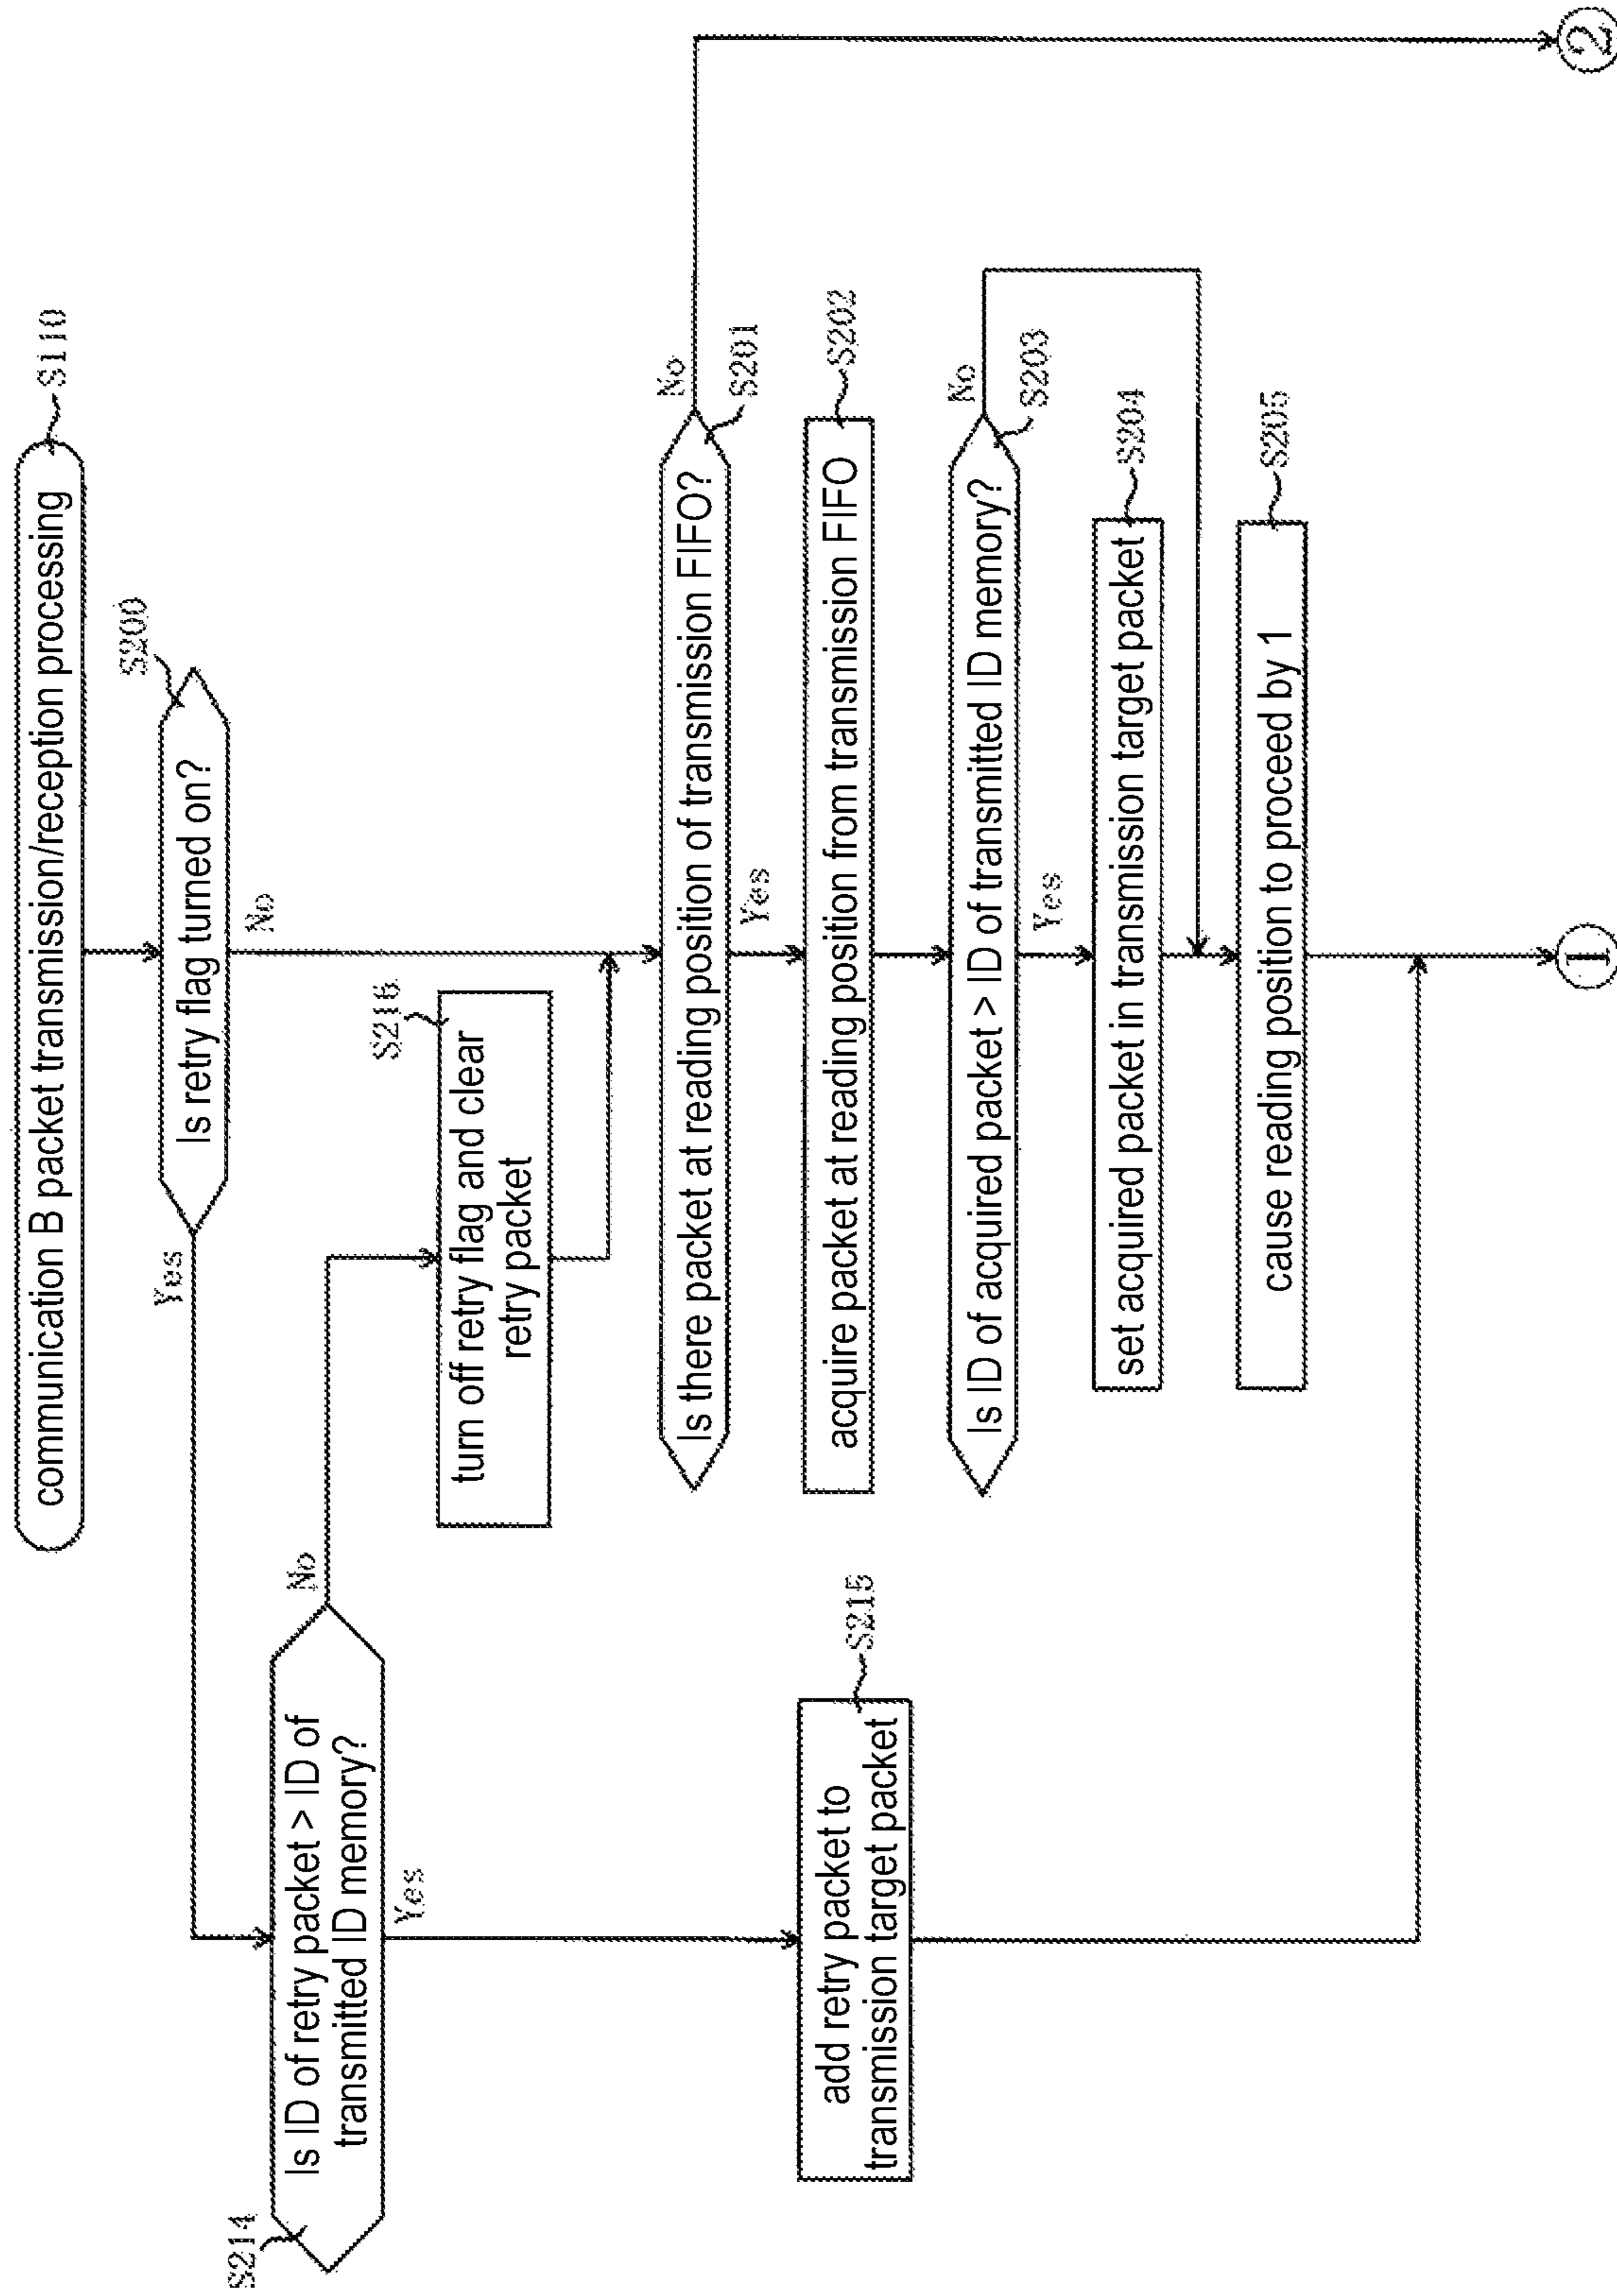 communication B packet transmission/reception processing
S110
Is retry flag turned on?
S200
Yes
No
Is ID of retry packet > ID of
transmitted ID memory?
S214
No
Yes
turn off retry flag and clear
retry packet
S216
Is there packet at reading position of transmission FIFO?
S201
No
Yes
acquire packet at reading position from transmission FIFO
S202
add retry packet to
transmission target packet
S215
Is ID of acquired packet > ID of transmitted ID memory?
S203
No
Yes
set acquired packet in transmission target packet
S204
cause reading position to proceed by 1
S205
1
2